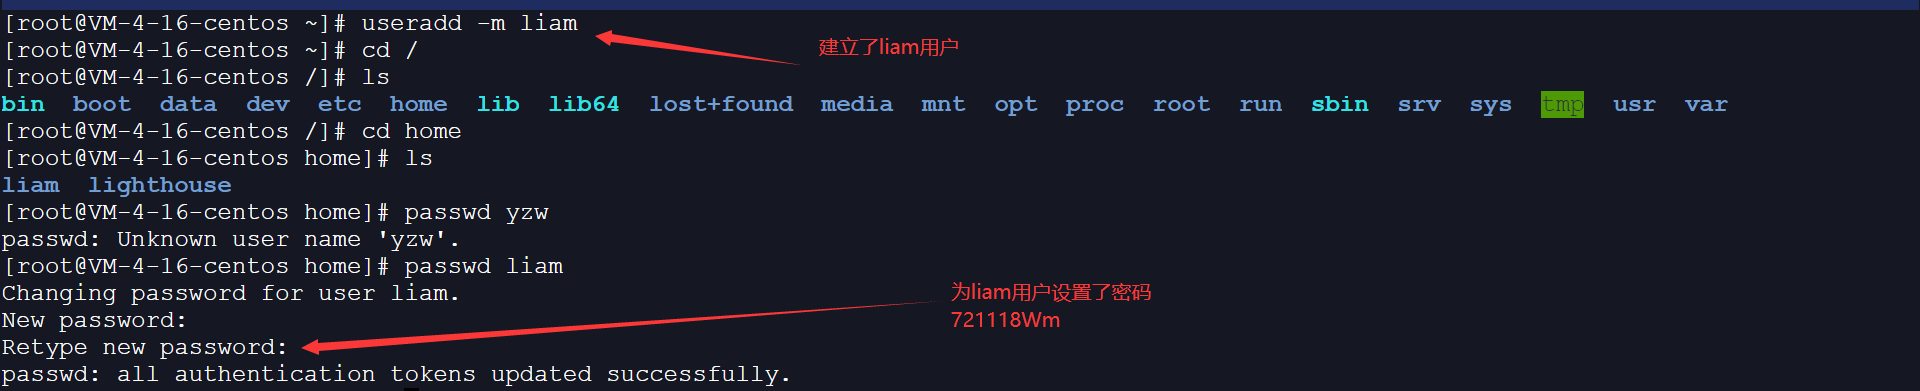 [root@VM-4-16-centos ~]# useradd -m liam
建立了liam用户
[root@VM-4-16-centos ~]# cd /
[root@VM-4-16-centos /]# ls
bin boot data dev etc home lib lib64 lost+found media mnt opt proc root run sbin srv sys tmp usr var
[root@VM-4-16-centos /]# cd home
[root@VM-4-16-centos home]# ls
liam lighthouse
[root@VM-4-16-centos home]# passwd yzw
passwd: Unknown user name 'yzw'.
[root@VM-4-16-centos home]# passwd liam
Changing password for user liam.
为liam用户设置了密码
New password:
721118Wm
Retype new password:
passwd: all authentication tokens updated successfully.